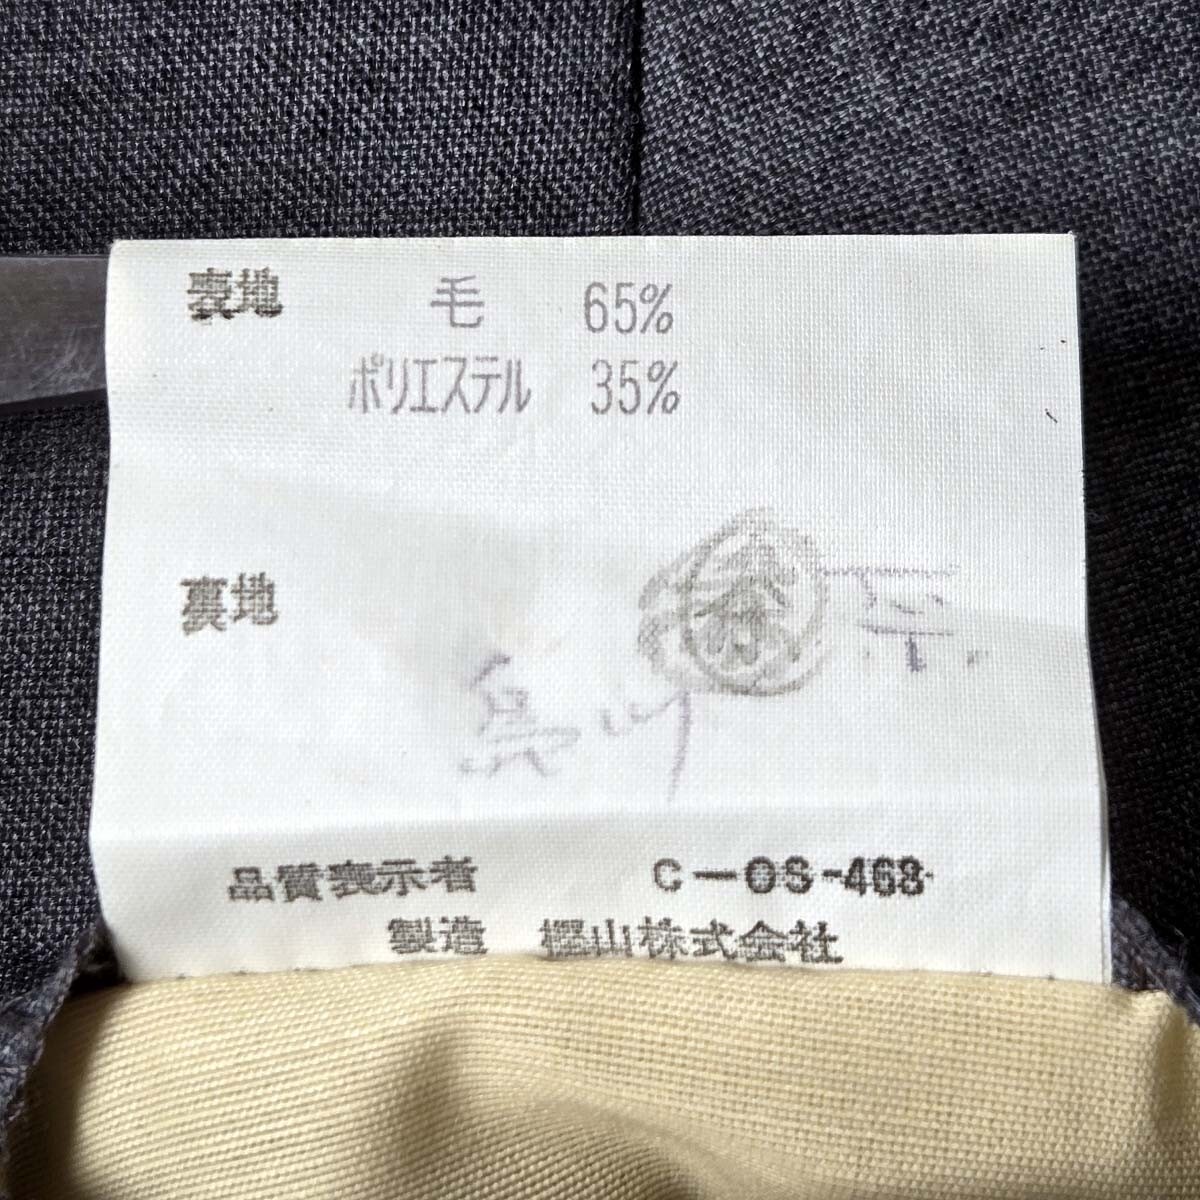 表地 毛 65%
ポリエステル 35%
裏地
品質表示者 C-OS-468
製造 樫山株式会社